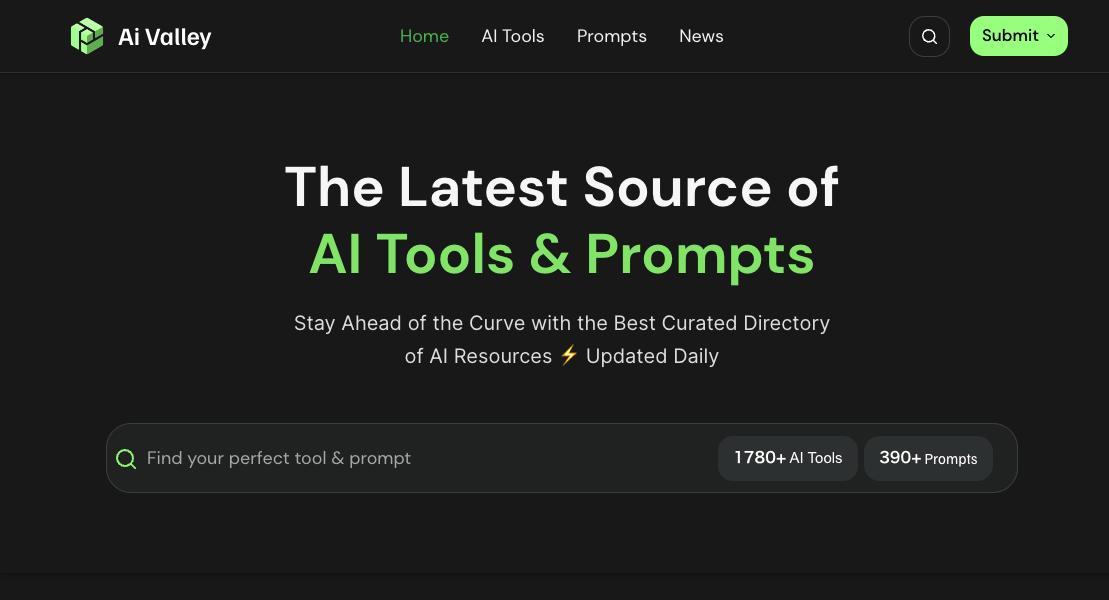 Ai Valley
Home
AI Tools
Prompts
News
Submit
The Latest Source of
AI Tools & Prompts
Stay Ahead of the Curve with the Best Curated Directory
of AI Resources ⚡ Updated Daily
Find your perfect tool & prompt
1780+ AI Tools
390+ Prompts